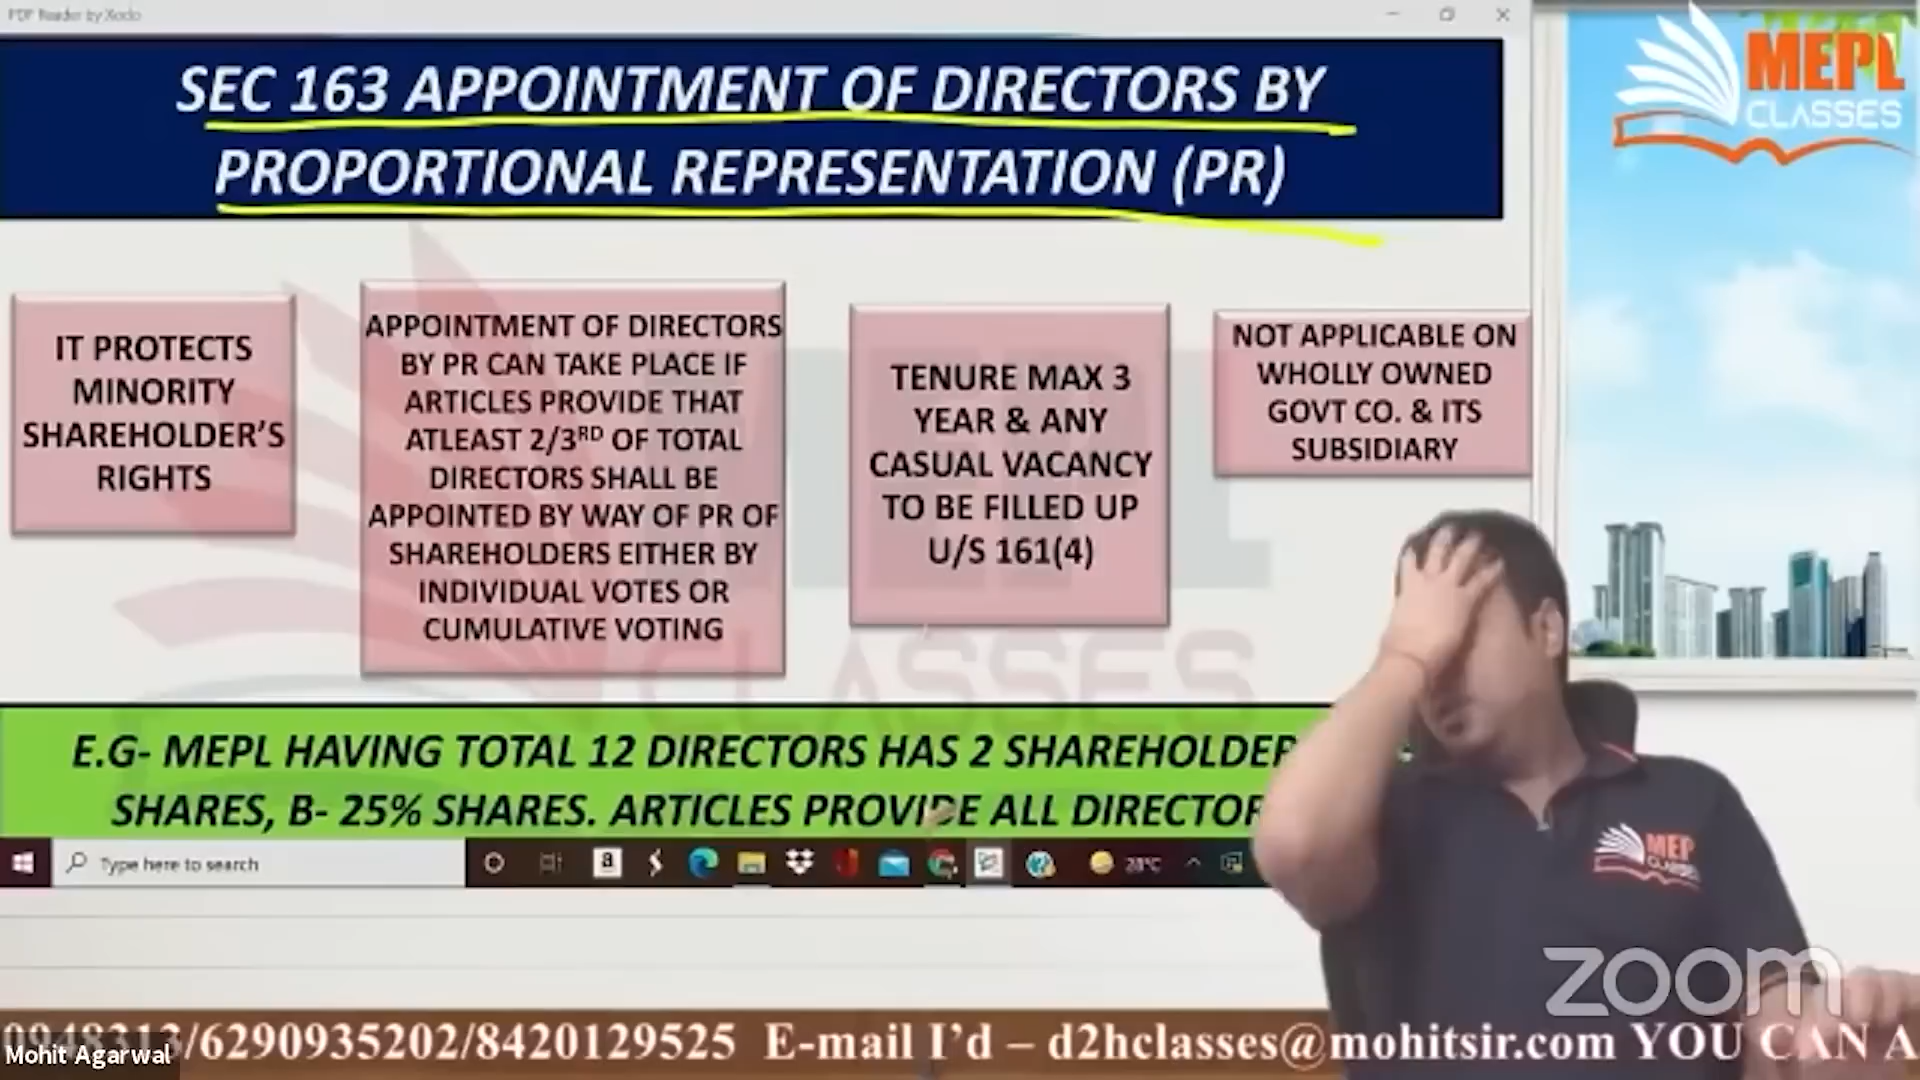 PDF Reader by Xodo
SEC 163 APPOINTMENT OF DIRECTORS BY
PROPORTIONAL REPRESENTATION (PR)
MEPL
CLASSES
IT PROTECTS
MINORITY
SHAREHOLDER'S
RIGHTS
APPOINTMENT OF DIRECTORS
BY PR CAN TAKE PLACE IF
ARTICLES PROVIDE THAT
ATLEAST 2/3RD OF TOTAL
DIRECTORS SHALL BE
APPOINTED BY WAY OF PR OF
SHAREHOLDERS EITHER BY
INDIVIDUAL VOTES OR
CUMULATIVE VOTING
TENURE MAX 3
YEAR & ANY
CASUAL VACANCY
TO BE FILLED UP
U/S 161(4)
NOT APPLICABLE ON
WHOLLY OWNED
GOVT CO. & ITS
SUBSIDIARY
CLASSES
E.G- MEPL HAVING TOTAL 12 DIRECTORS HAS 2 SHAREHOLDER
SHARES, B- 25% SHARES. ARTICLES PROVIDE ALL DIRECTOR
Type here to search
28°C
MEP
CLASSES
zoom
/6290935202/8420129525 E-mail I'd – d2hclasses@mohitsir.com YOU CAN A
Mohit Agarwal